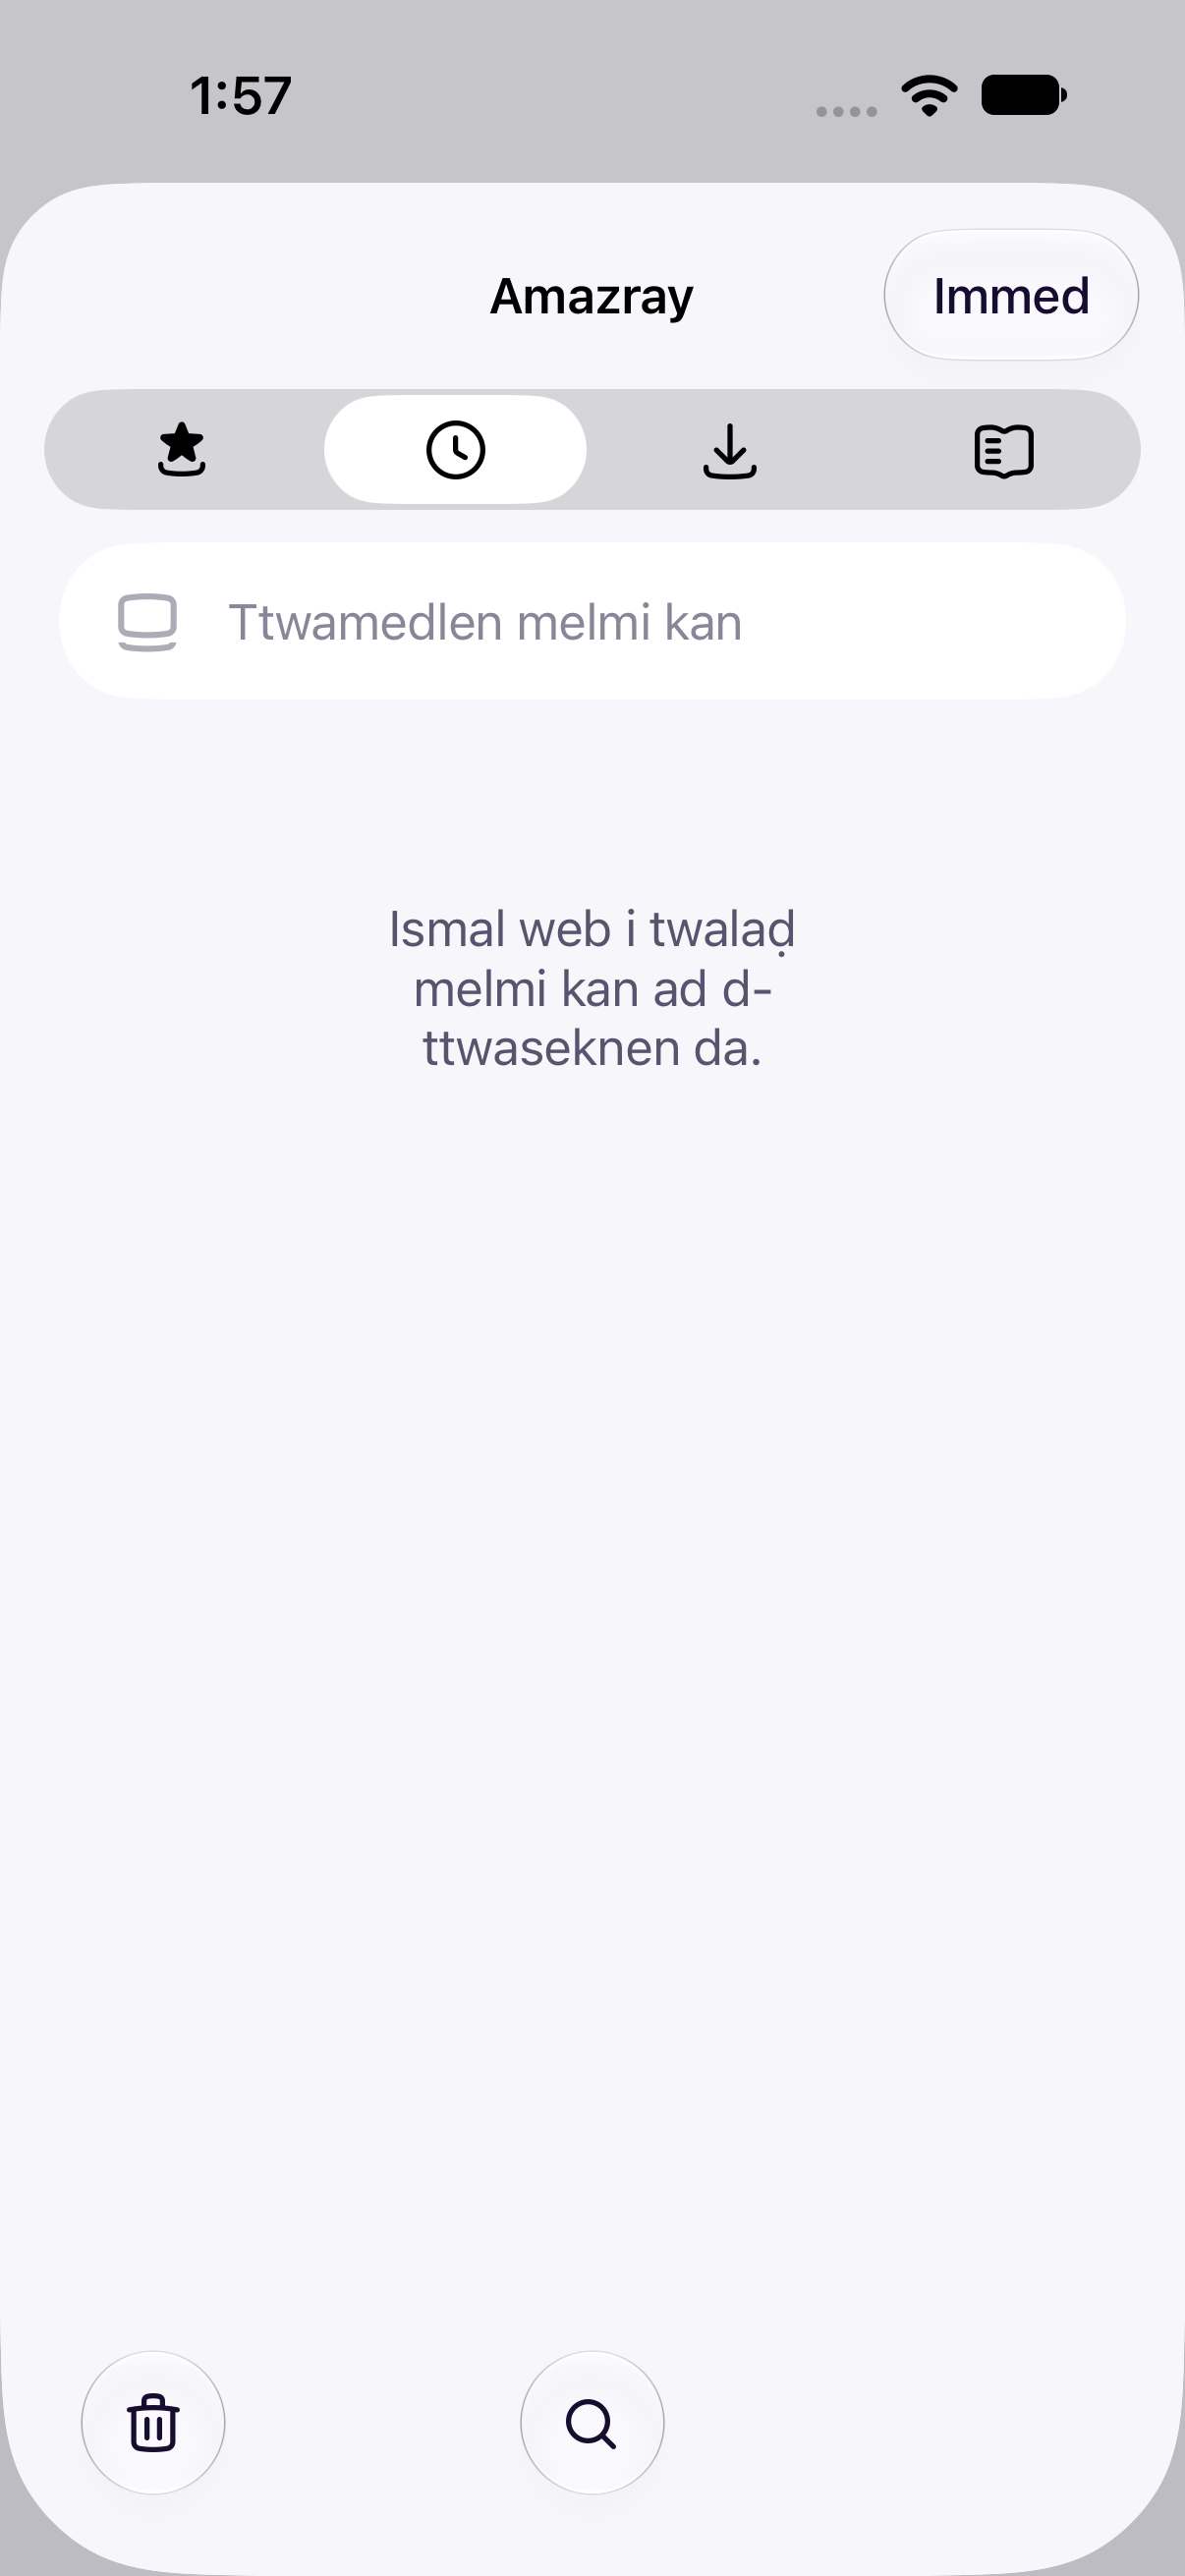 1:57
Amazray
Immed
Ttwamedlen melmi kan
Ismal web i twalaḍ
melmi kan ad d-
ttwaseknen da.